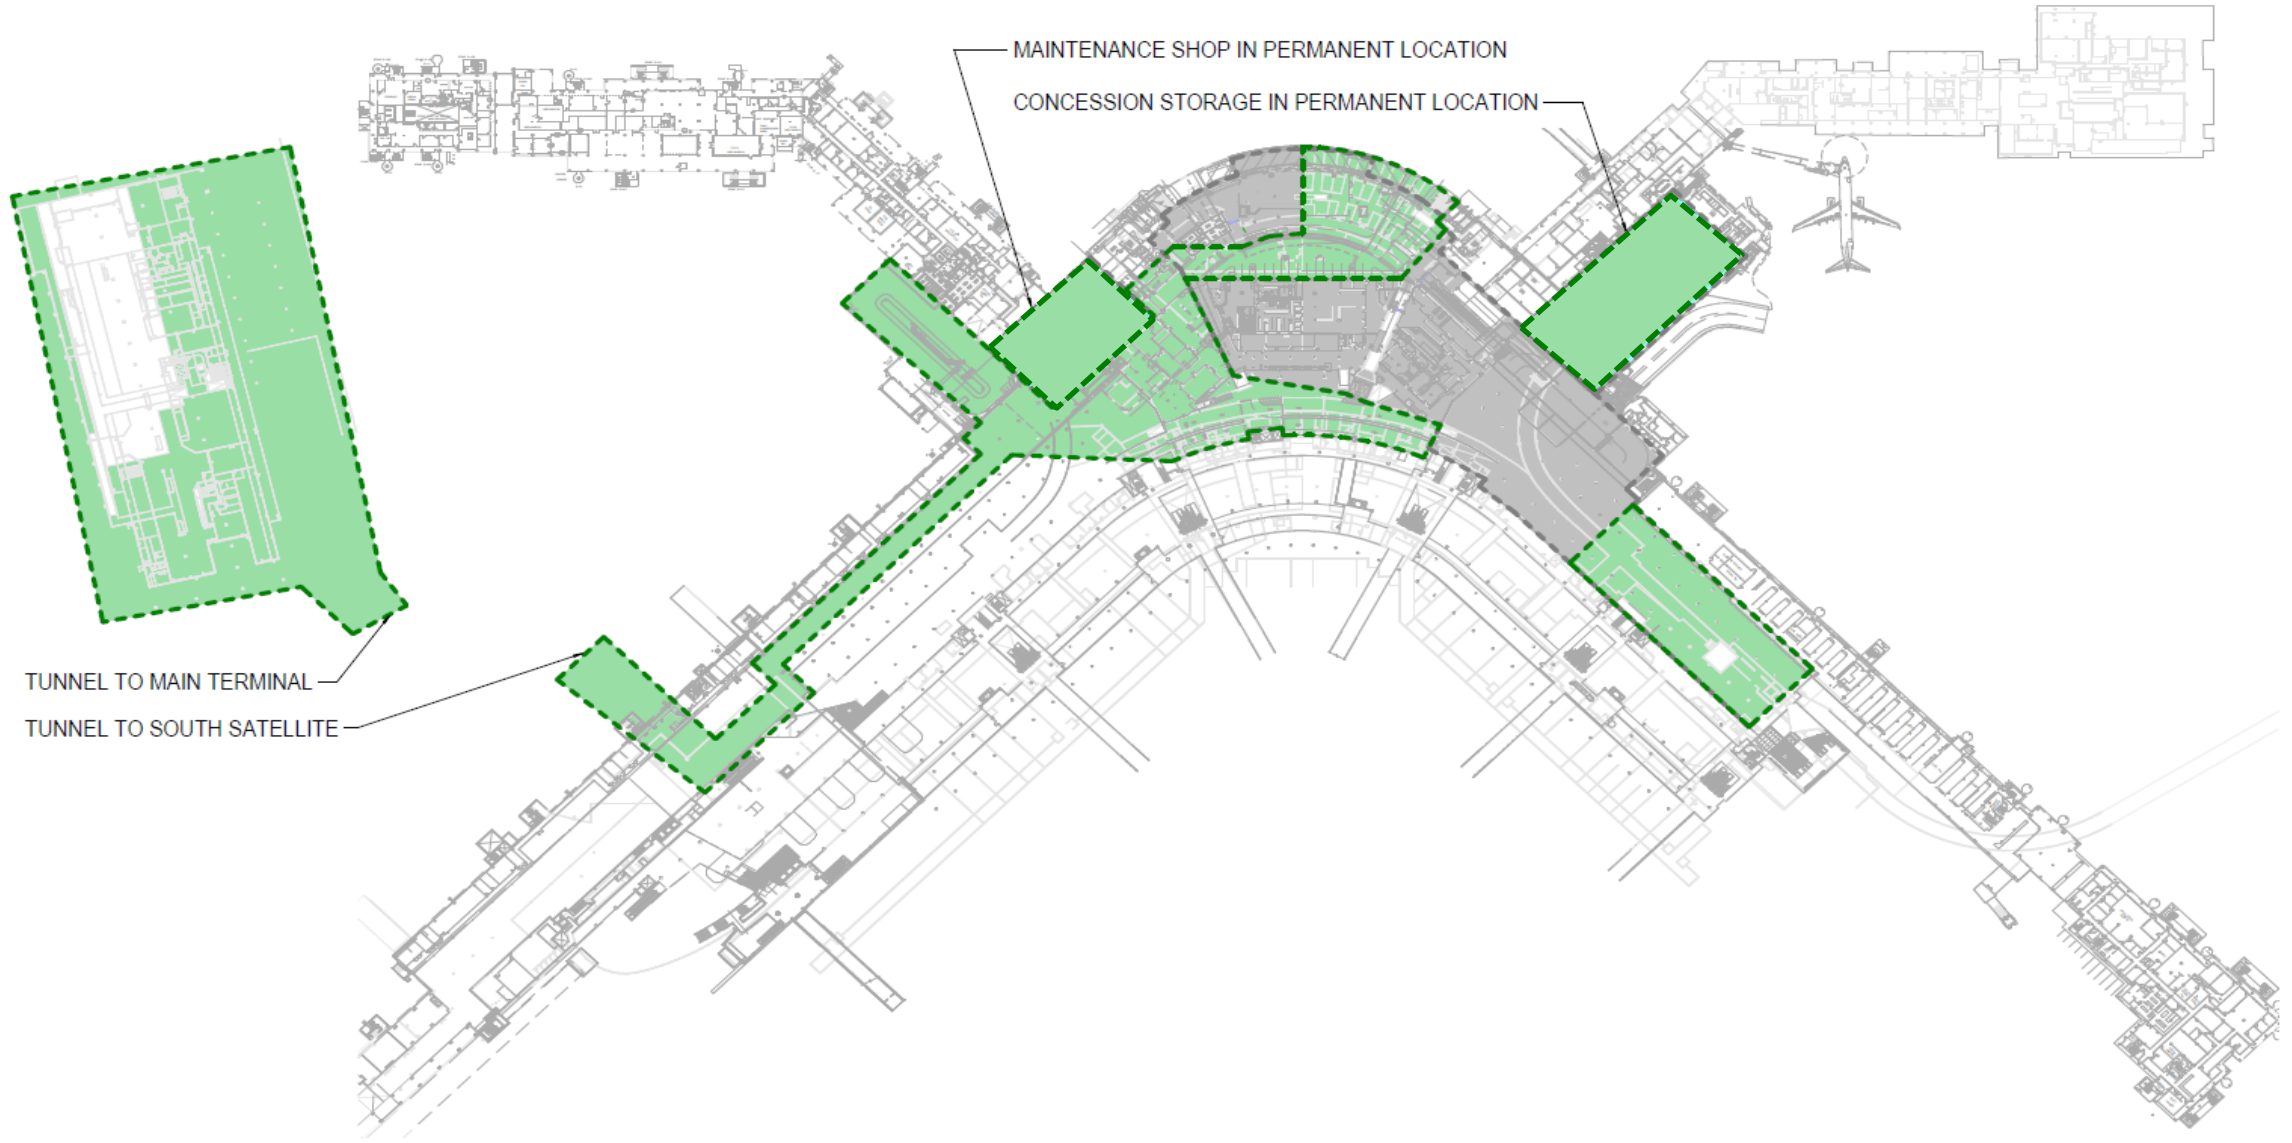 MAINTENANCE SHOP IN PERMANENT LOCATION
CONCESSION STORAGE IN PERMANENT LOCATION
TUNNEL TO MAIN TERMINAL
TUNNEL TO SOUTH SATELLITE